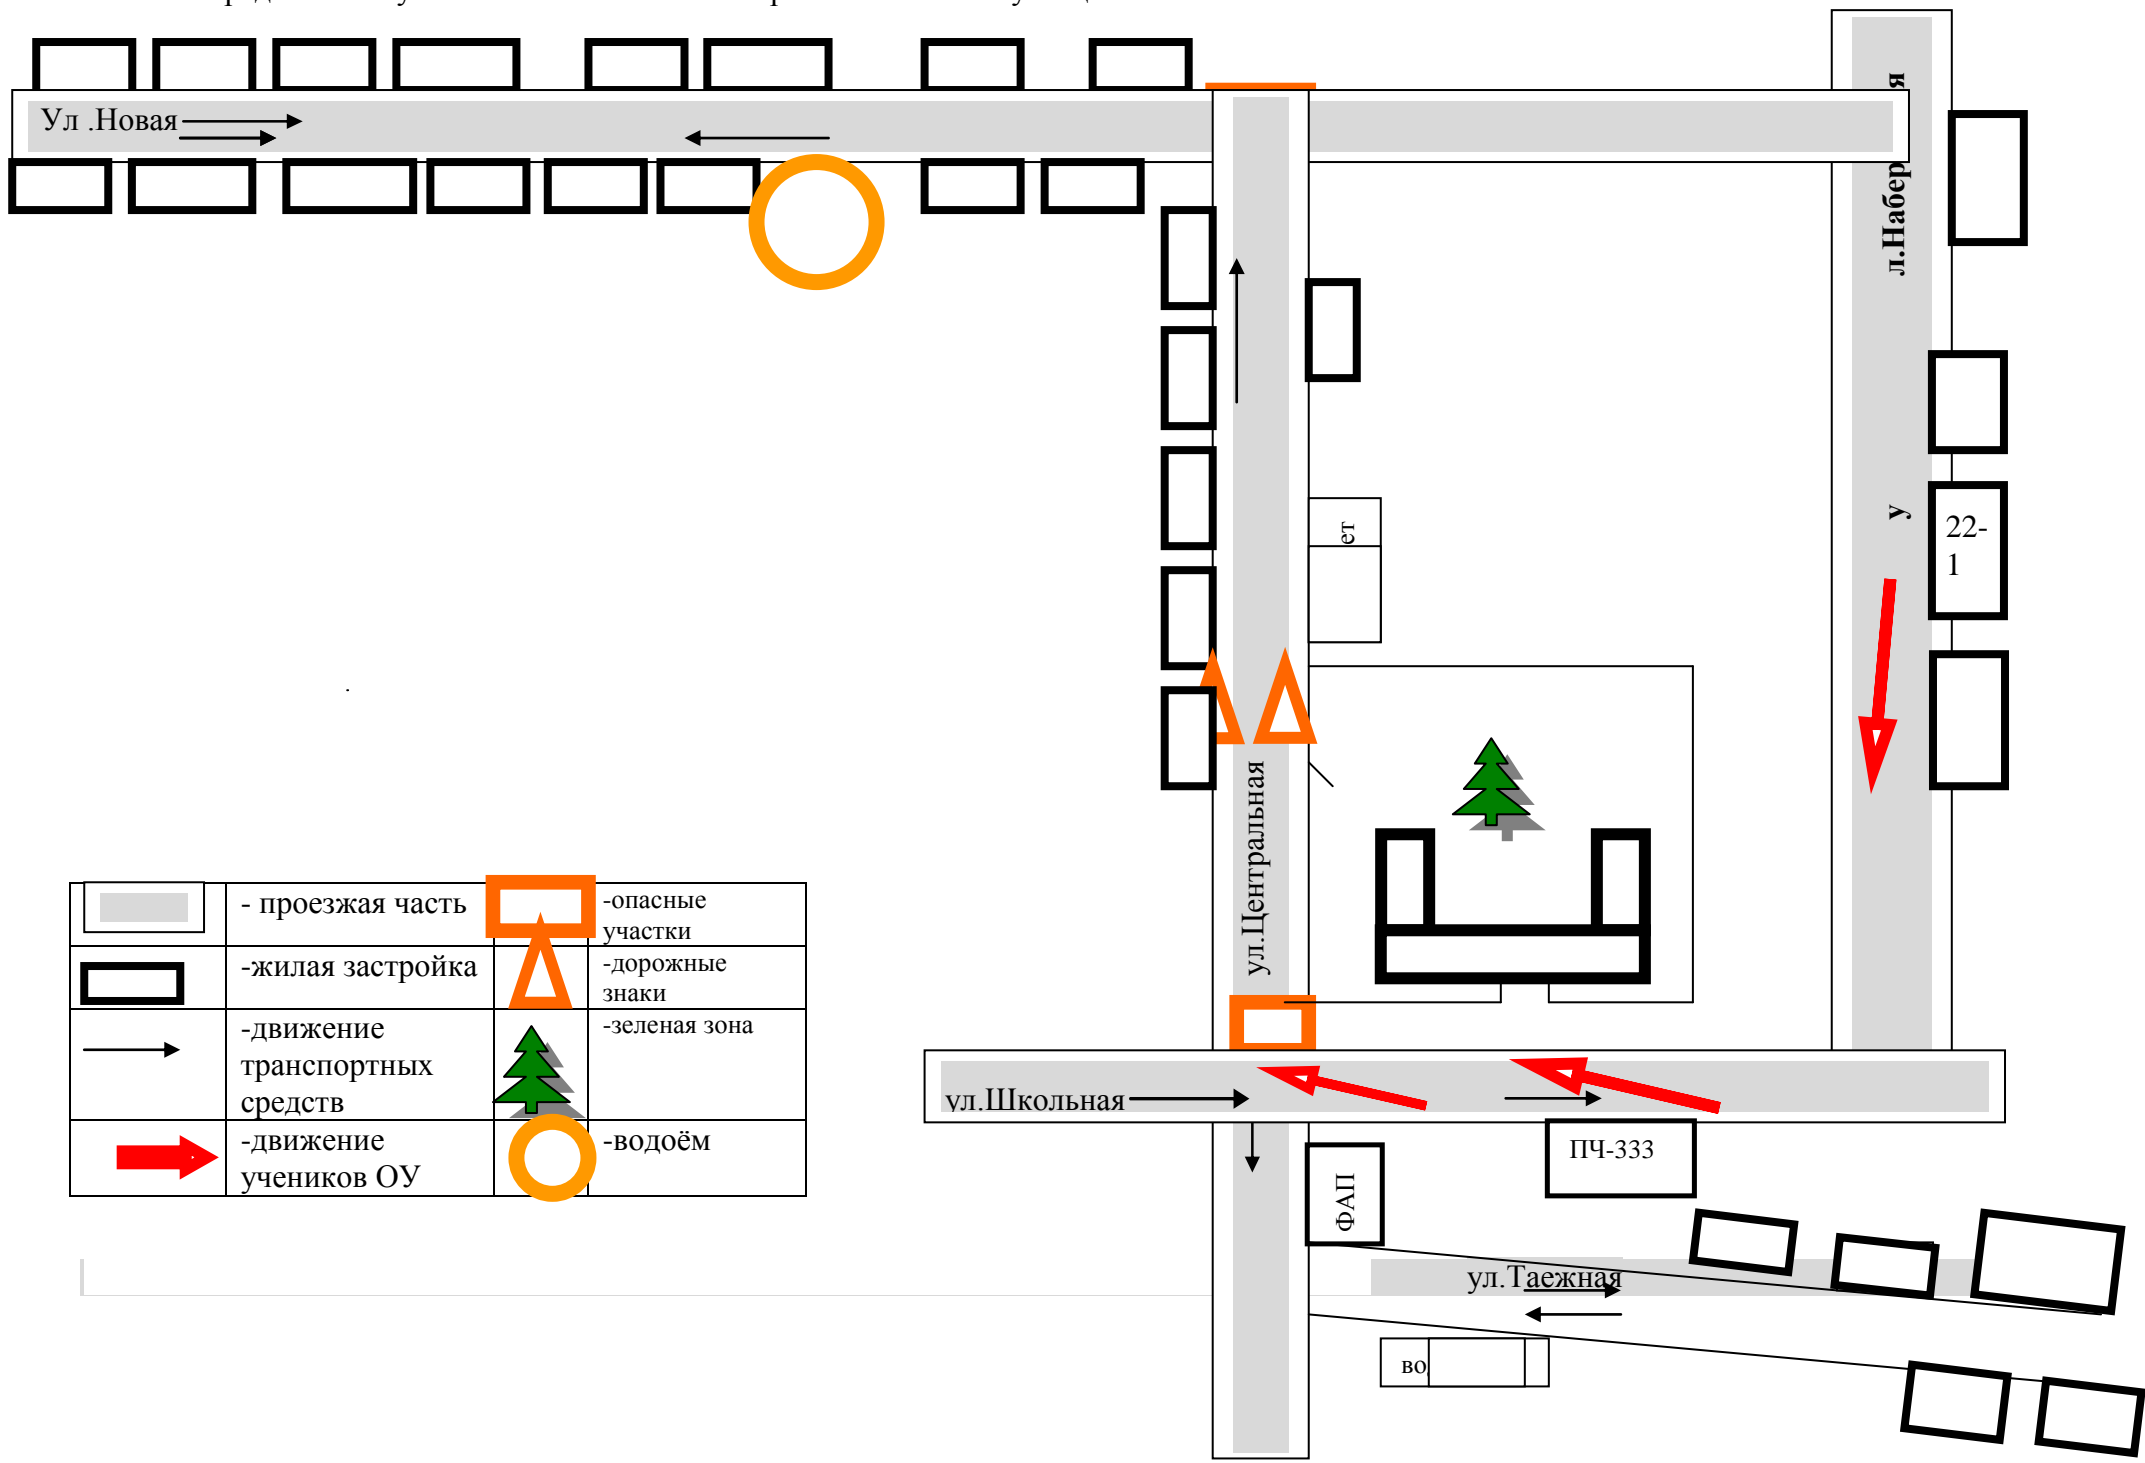 Ул .Новая
л.Набер
я
у
22-
1
ет
ул.Центральная
- проезжая часть
-опасные
участки
-жилая застройка
-дорожные
знаки
-движение
транспортных
средств
-зеленая зона
-движение
учеников ОУ
-водоём
ул.Школьная
ПЧ-333
ФАП
ул.Таежная
во